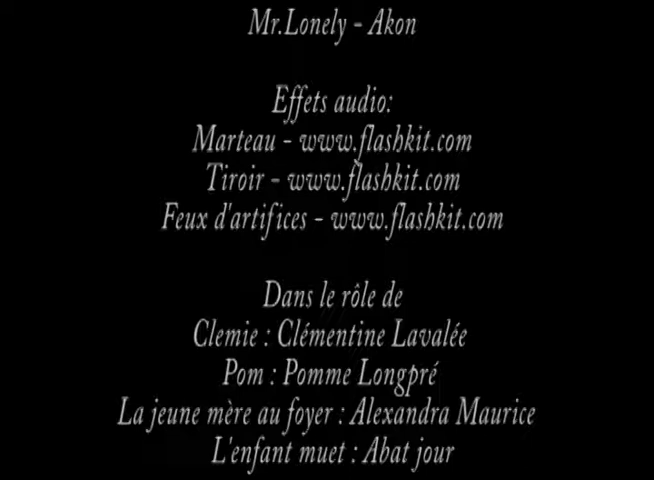 Mr.Lonely - Akon
Effets audio:
Marteau - www.flashkit.com
Tiroir - www.flashkit.com
Feux d'artifices - www.flashkit.com
Dans le rôle de
Clemie : Clémentine Lavalée
Pom : Pomme Longpré
La jeune mère au foyer : Alexandra Maurice
L'enfant muet : Abat jour